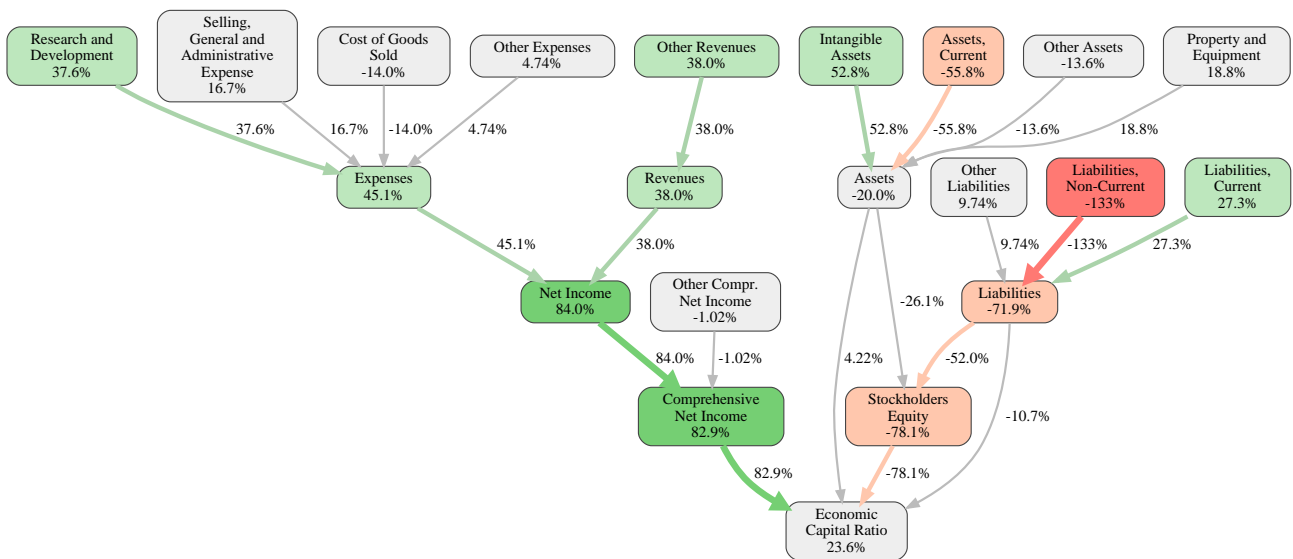 Research and
Development
37.6%
Selling,
General and
Administrative
Expense
16.7%
Cost of Goods
Sold
-14.0%
Other Expenses
4.74%
Other Revenues
38.0%
Intangible
Assets
52.8%
Assets,
Current
-55.8%
Other Assets
-13.6%
Property and
Equipment
18.8%
37.6%
16.7%
-14.0%
4.74%
38.0%
52.8%
-55.8%
-13.6%
18.8%
Expenses
45.1%
Revenues
38.0%
Assets
-20.0%
Other
Liabilities
9.74%
Liabilities,
Non-Current
-133%
Liabilities,
Current
27.3%
45.1%
38.0%
9.74%
-133%
27.3%
Net Income
84.0%
Other Compr.
Net Income
-1.02%
-26.1%
Liabilities
-71.9%
84.0%
-1.02%
4.22%
-52.0%
Comprehensive
Net Income
82.9%
Stockholders
Equity
-78.1%
-10.7%
82.9%
-78.1%
Economic
Capital Ratio
23.6%